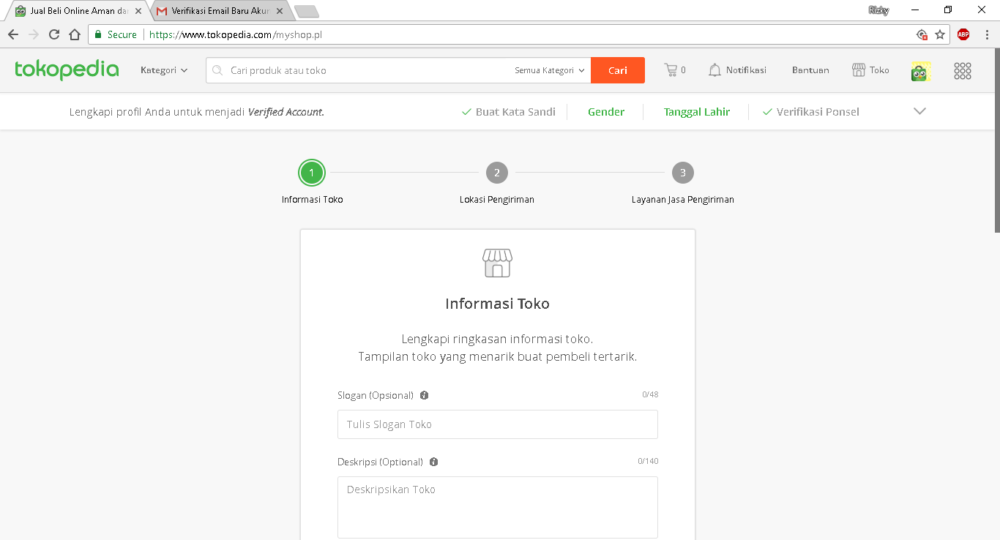 Jual Beli Online Aman da
Verifikasi Email Baru Akun
Rizky
Secure
https://www.tokopedia.com/myshop.pl
ABP
tokopedia
Kategori
Cari produk atau toko
Semua Kategori
Cari
0
Notifikasi
Bantuan
Toko
Lengkapi profil Anda untuk menjadi Verified Account.
Buat Kata Sandi
Gender
Tanggal Lahir
Verifikasi Ponsel
1
2
3
Informasi Toko
Lokasi Pengiriman
Layanan Jasa Pengiriman
Informasi Toko
Lengkapi ringkasan informasi toko.
Tampilan toko yang menarik buat pembeli tertarik.
Slogan (Opsional)
0/48
Tulis Slogan Toko
Deskripsi (Optional)
0/140
Deskripsikan Toko